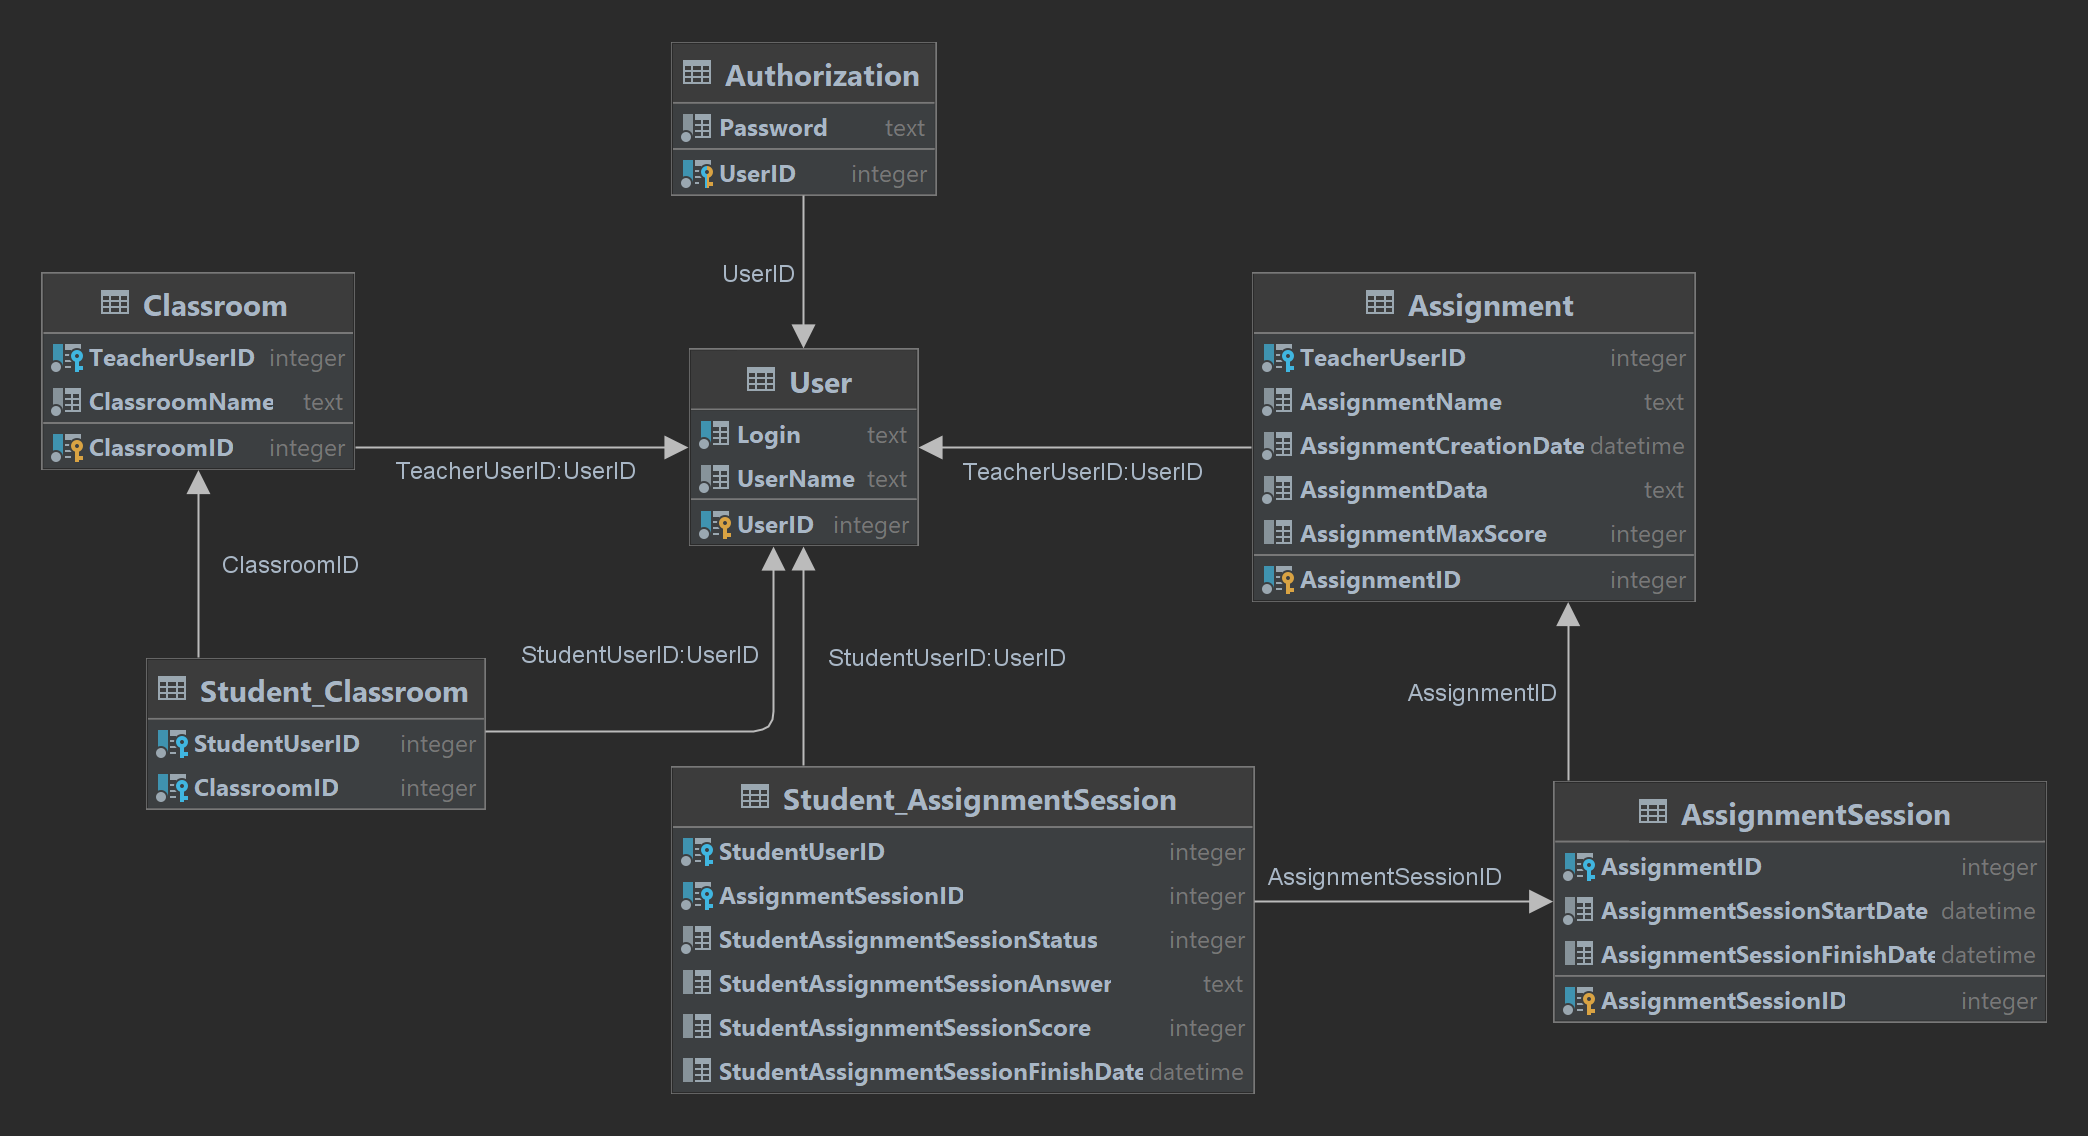 Authorization
Password text
UserID integer
UserID
Classroom
TeacherUserID integer
ClassroomName text
ClassroomID integer
TeacherUserID:UserID
User
Login text
UserName text
UserID integer
TeacherUserID:UserID
Assignment
TeacherUserID integer
AssignmentName text
AssignmentCreationDate datetime
AssignmentData text
AssignmentMaxScore integer
AssignmentID integer
ClassroomID
StudentUserID:UserID
StudentUserID:UserID
AssignmentID
Student_Classroom
StudentUserID integer
ClassroomID integer
Student_AssignmentSession
StudentUserID integer
AssignmentSessionID integer
StudentAssignmentSessionStatus integer
StudentAssignmentSessionAnswer text
StudentAssignmentSessionScore integer
StudentAssignmentSessionFinishDate datetime
AssignmentSessionID
AssignmentSession
AssignmentID integer
AssignmentSessionStartDate datetime
AssignmentSessionFinishDate datetime
AssignmentSessionID integer